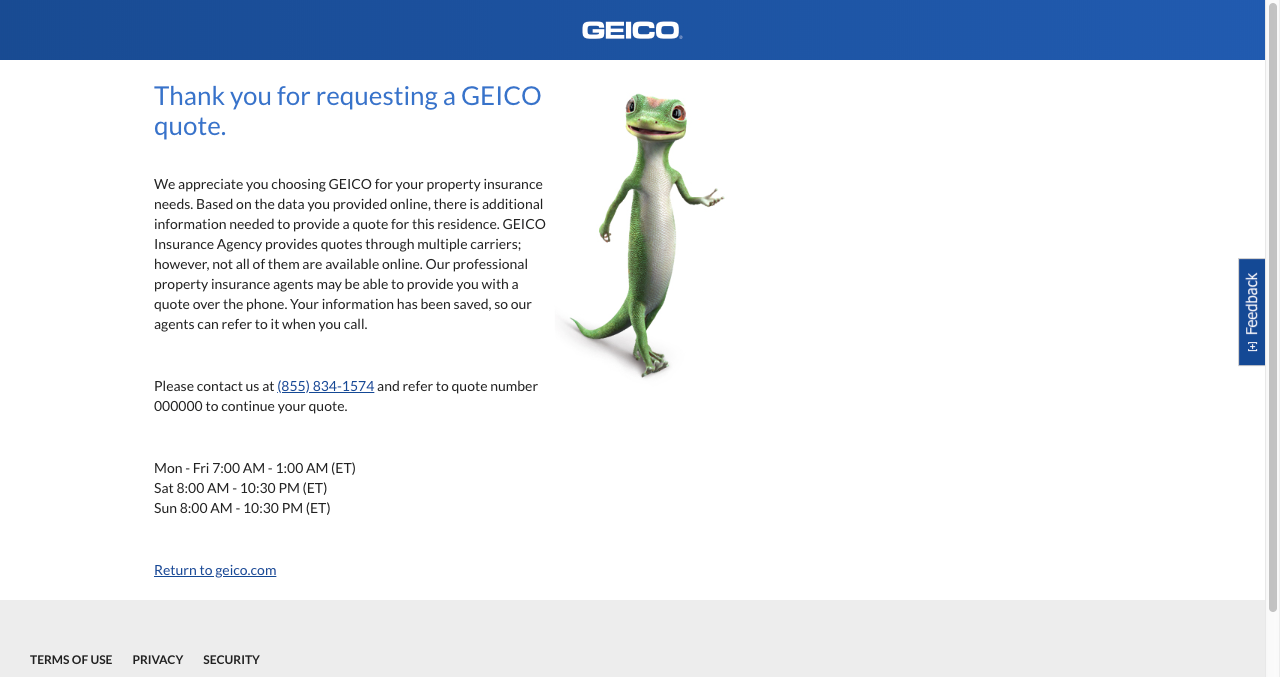 GEICO
Thank you for requesting a GEICO
quote.
We appreciate you choosing GEICO for your property insurance
needs. Based on the data you provided online, there is additional
information needed to provide a quote for this residence. GEICO
Insurance Agency provides quotes through multiple carriers;
however, not all of them are available online. Our professional
property insurance agents may be able to provide you with a
quote over the phone. Your information has been saved, so our
agents can refer to it when you call.
Please contact us at (855) 834-1574 and refer to quote number
000000 to continue your quote.
Mon - Fri 7:00 AM - 1:00 AM (ET)
Sat 8:00 AM - 10:30 PM (ET)
Sun 8:00 AM - 10:30 PM (ET)
Return to geico.com
[+] Feedback
TERMS OF USE PRIVACY SECURITY